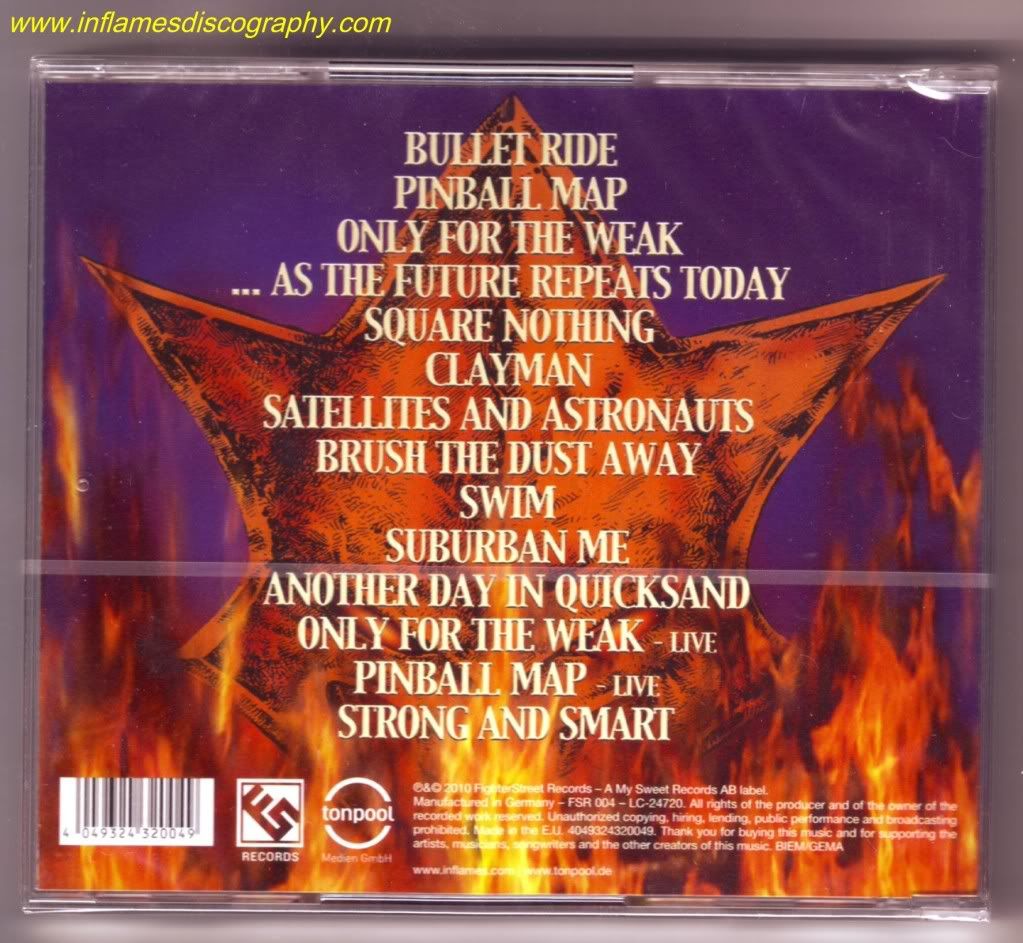 www.inflamesdiscography.com
BULLET RIDE
PINBALL MAP
ONLY FOR THE WEAK
... AS THE FUTURE REPEATS TODAY
SQUARE NOTHING
CLAYMAN
SATELLITES AND ASTRONAUTS
BRUSH THE DUST AWAY
SWIM
SUBURBAN ME
ANOTHER DAY IN QUICKSAND
ONLY FOR THE WEAK - LIVE
PINBALL MAP - LIVE
STRONG AND SMART
4 049324 320049
FS
RECORDS
tonpool
Medien GmbH
℗&© 2010 FighterStreet Records – A My Sweet Records AB label.
Manufactured in Germany – FSR 004 – LC-24720. All rights of the producer and of the owner of the
recorded work reserved. Unauthorized copying, hiring, lending, public performance and broadcasting
prohibited. Made in the E.U. 4049324320049. Thank you for buying this music and for supporting the
artists, musicians, songwriters and the other creators of this music. BIEM/GEMA
www.inflames.com www.tonpool.de